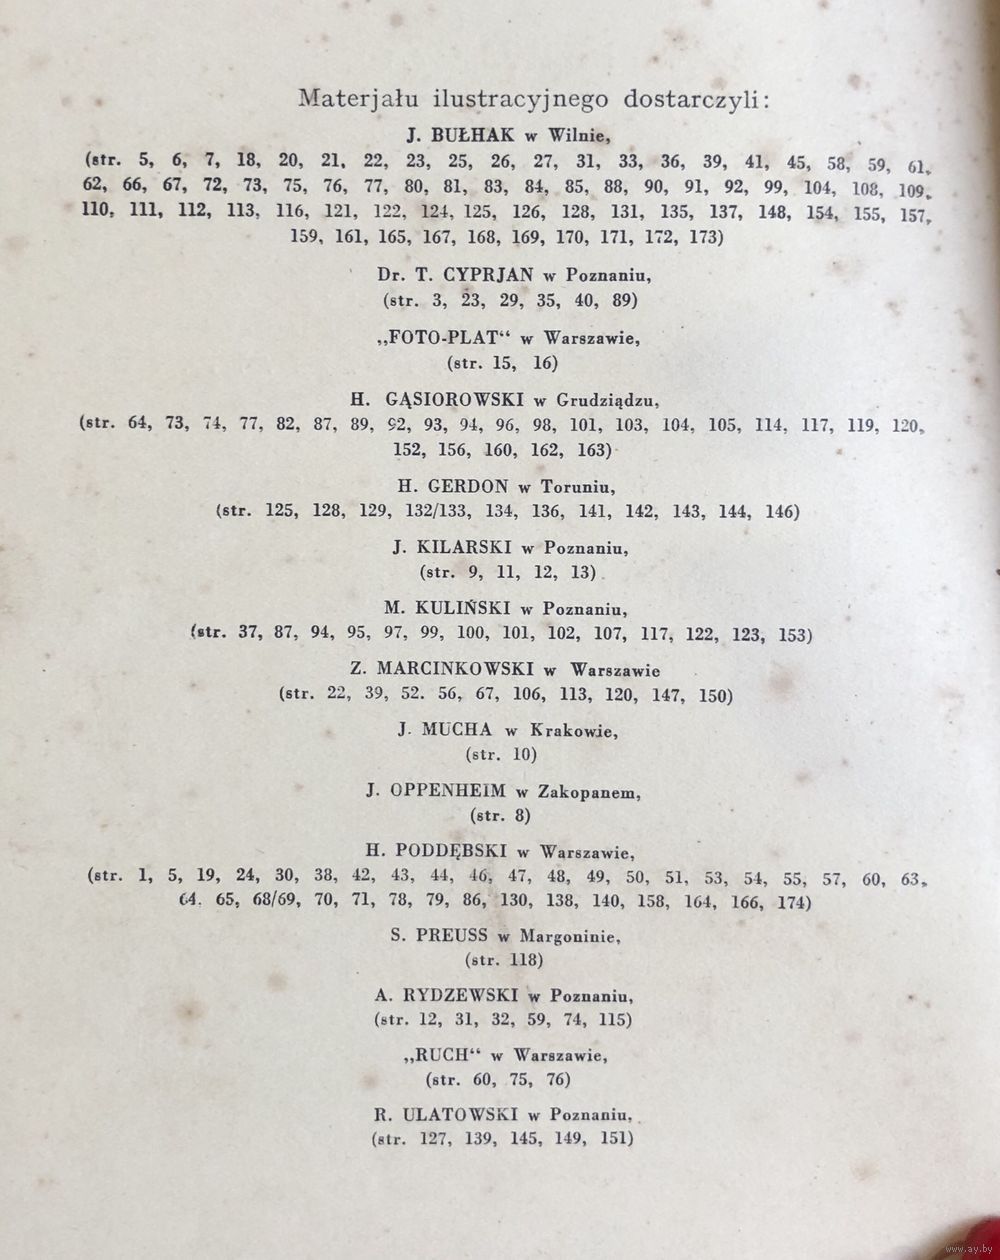 Materjału ilustracyjnego dostarczyli:
J. BUŁHAK w Wilnie,
(str. 5, 6, 7, 18, 20, 21, 22, 23, 25, 26, 27, 31, 33, 36, 39, 41, 45, 58, 59, 61,
62, 66, 67, 72, 73, 75, 76, 77, 80, 81, 83, 84, 85, 88, 90, 91, 92, 99, 104, 108, 109,
110, 111, 112, 113, 116, 121, 122, 124, 125, 126, 128, 131, 135, 137, 148, 154, 155, 157,
159, 161, 165, 167, 168, 169, 170, 171, 172, 173)
Dr. T. CYPRJAN w Poznaniu,
(str. 3, 23, 29, 35, 40, 89)
„FOTO-PLAT“ w Warszawie,
(str. 15, 16)
H. GĄSIOROWSKI w Grudziądzu,
(str. 64, 73, 74, 77, 82, 87, 89, 92, 93, 94, 96, 98, 101, 103, 104, 105, 114, 117, 119, 120,
152, 156, 160, 162, 163)
H. GERDON w Toruniu,
(str. 125, 128, 129, 132/133, 134, 136, 141, 142, 143, 144, 146)
J. KILARSKI w Poznaniu,
(str. 9, 11, 12, 13)
M. KULIŃSKI w Poznaniu,
(str. 37, 87, 94, 95, 97, 99, 100, 101, 102, 107, 117, 122, 123, 153)
Z. MARCINKOWSKI w Warszawie
(str. 22, 39, 52. 56, 67, 106, 113, 120, 147, 150)
J. MUCHA w Krakowie,
(str. 10)
J. OPPENHEIM w Zakopanem,
(str. 8)
H. PODDĘBSKI w Warszawie,
(str. 1, 5, 19, 24, 30, 38, 42, 43, 44, 46, 47, 48, 49, 50, 51, 53, 54, 55, 57, 60, 63,
64. 65, 68/69, 70, 71, 78, 79, 86, 130, 138, 140, 158, 164, 166, 174)
S. PREUSS w Margoninie,
(str. 118)
A. RYDZEWSKI w Poznaniu,
(str. 12, 31, 32, 59, 74, 115)
„RUCH“ w Warszawie,
(str. 60, 75, 76)
R. ULATOWSKI w Poznaniu,
(str. 127, 139, 145, 149, 151)
www.ay.by